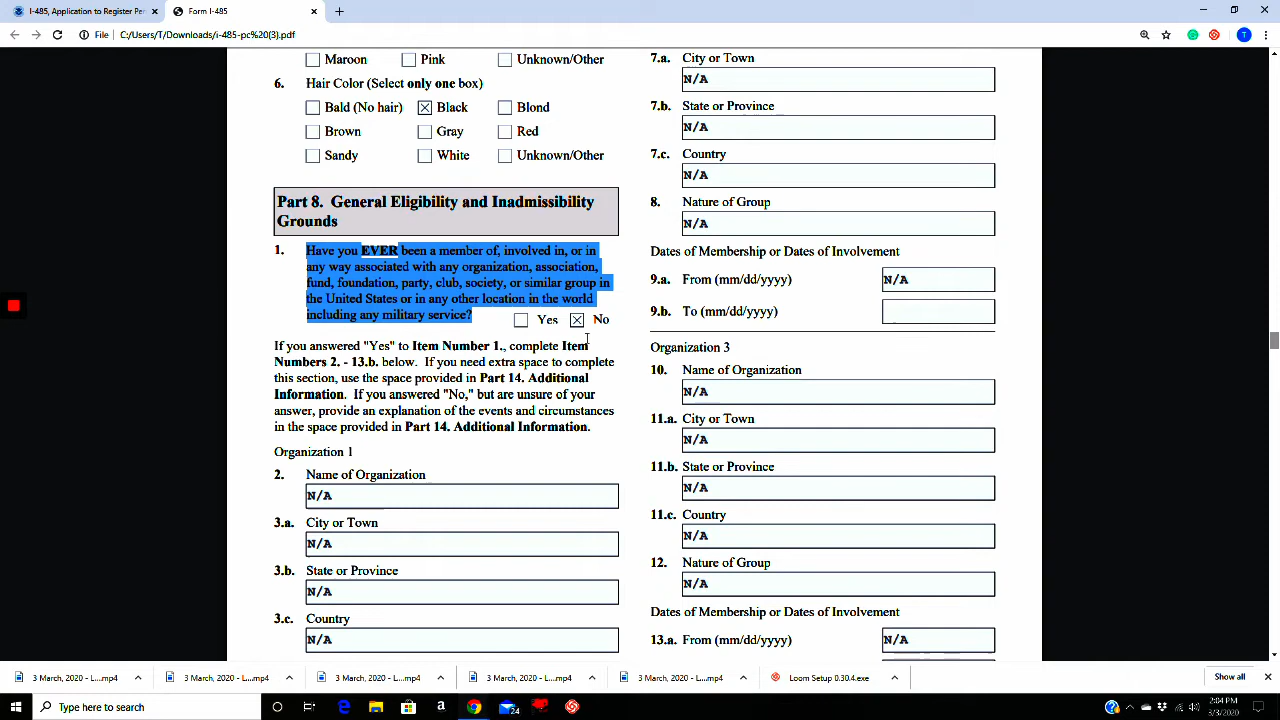 I-485, Application to Register Per
Form I-485
File
C:/Users/T/Downloads/i-485-pc%20(3).pdf
T
Maroon
Pink
Unknown/Other
6. Hair Color (Select only one box)
Bald (No hair)
Black
Blond
Brown
Gray
Red
Sandy
White
Unknown/Other
Part 8. General Eligibility and Inadmissibility
Grounds
1. Have you EVER been a member of, involved in, or in
any way associated with any organization, association,
fund, foundation, party, club, society, or similar group in
the United States or in any other location in the world
including any military service?
Yes
No
If you answered "Yes" to Item Number 1., complete Item
Numbers 2. - 13.b. below. If you need extra space to complete
this section, use the space provided in Part 14. Additional
Information. If you answered "No," but are unsure of your
answer, provide an explanation of the events and circumstances
in the space provided in Part 14. Additional Information.
Organization 1
2. Name of Organization
N/A
3.a. City or Town
N/A
3.b. State or Province
N/A
3.c. Country
N/A
7.a. City or Town
N/A
7.b. State or Province
N/A
7.c. Country
N/A
8. Nature of Group
N/A
Dates of Membership or Dates of Involvement
9.a. From (mm/dd/yyyy)
N/A
9.b. To (mm/dd/yyyy)
Organization 3
10. Name of Organization
N/A
11.a. City or Town
N/A
11.b. State or Province
N/A
11.c. Country
N/A
12. Nature of Group
N/A
Dates of Membership or Dates of Involvement
13.a. From (mm/dd/yyyy)
N/A
3 March, 2020 - L....mp4
3 March, 2020 - L....mp4
3 March, 2020 - L....mp4
3 March, 2020 - L....mp4
3 March, 2020 - L....mp4
Loom Setup 0.30.4.exe
Show all
Type here to search
24
2:04 PM
3/3/2020